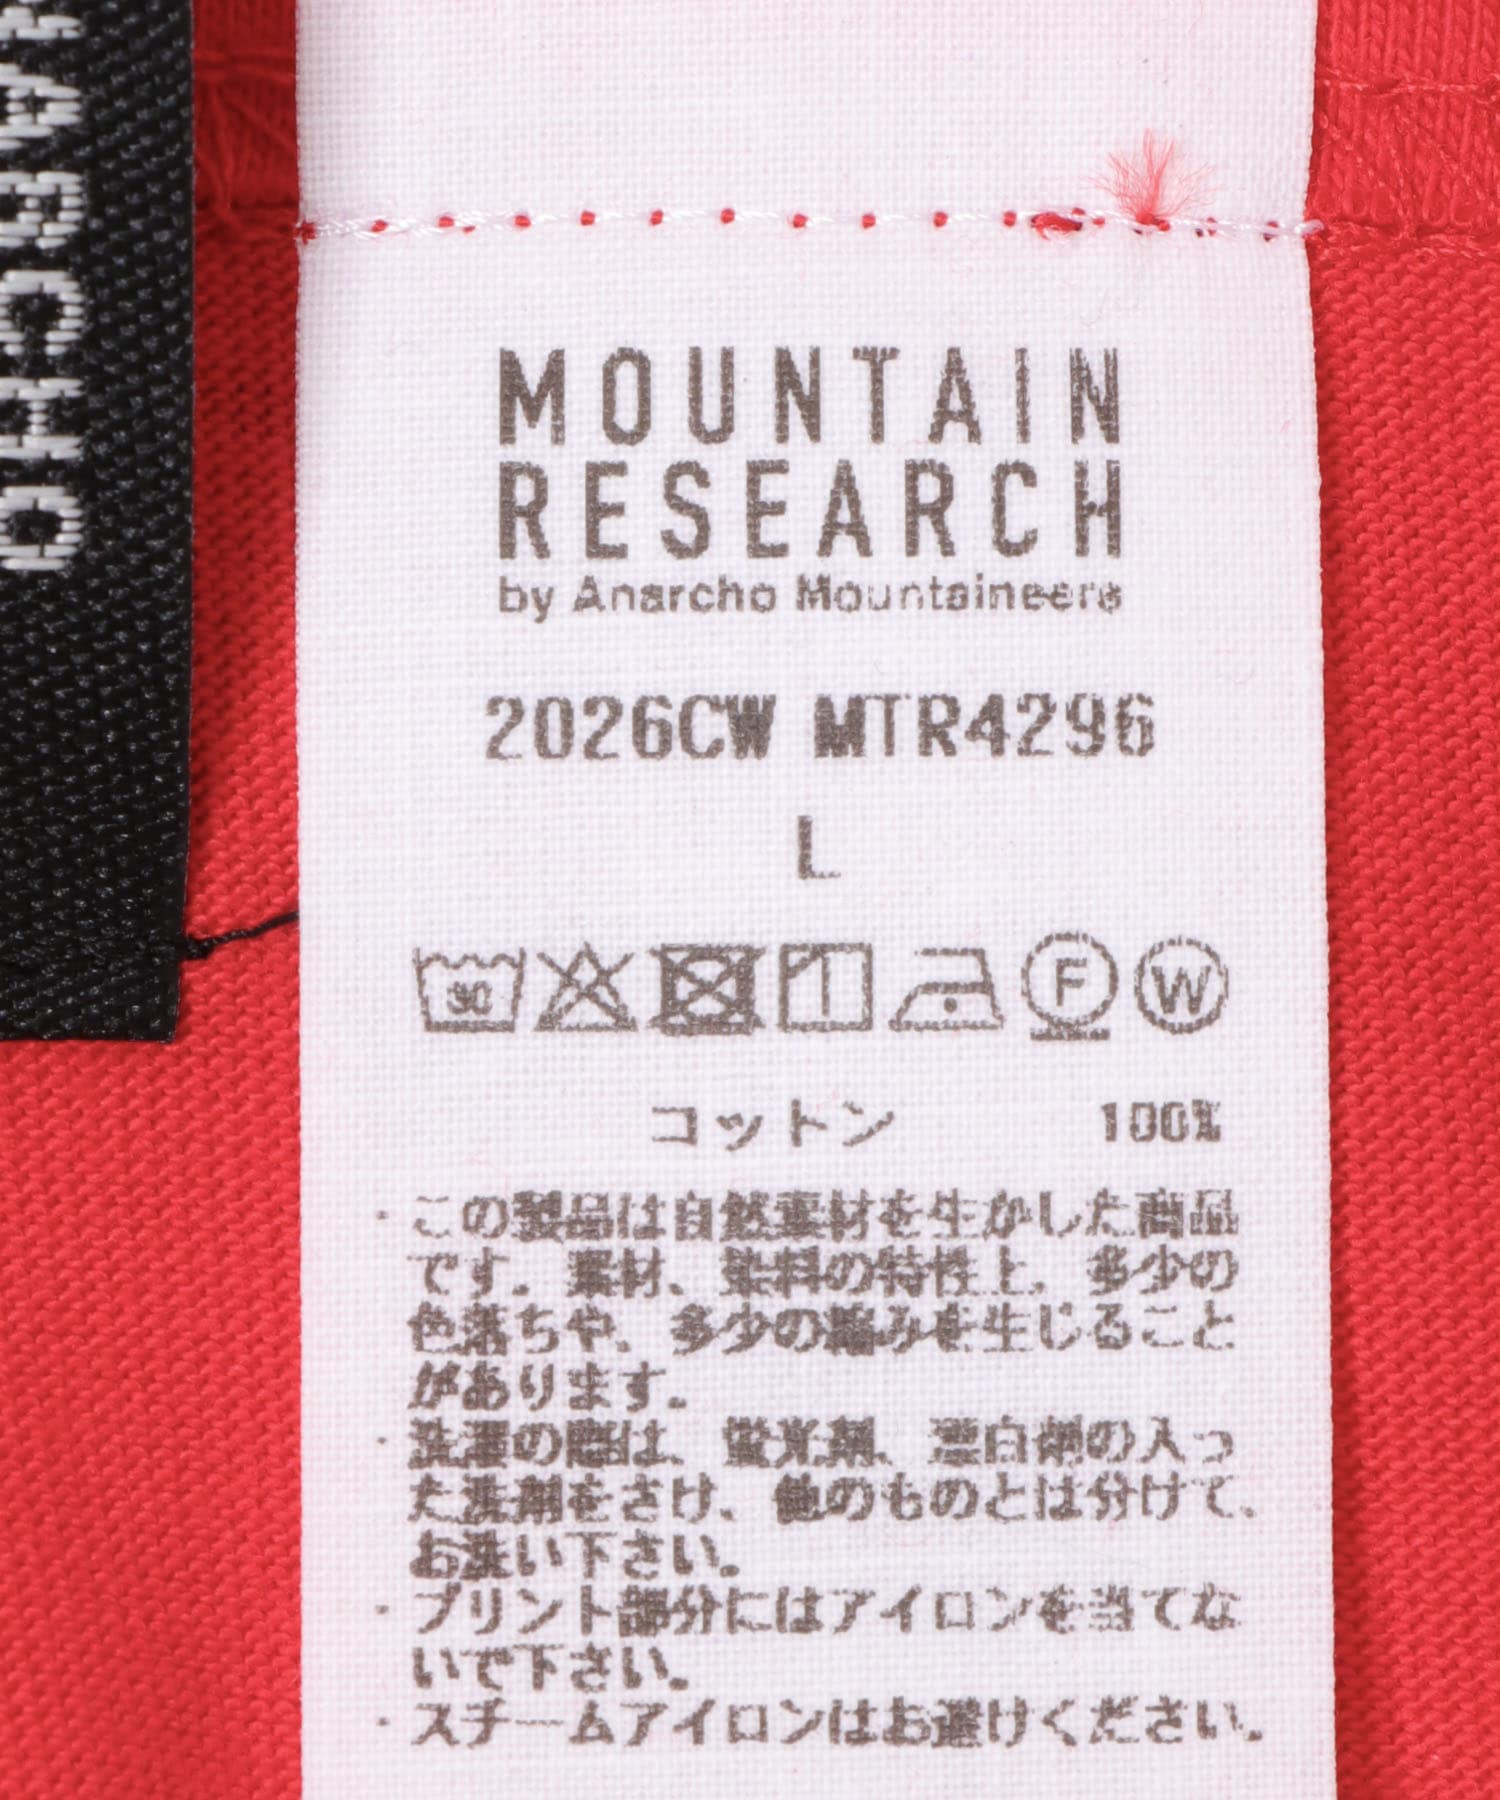 ARCHO
MOUNTAIN
RESEARCH
by Anarcho Mountaineers
2026CW MTR4296
L
30
F
W
コットン 100%
・この製品は自然素材を生かした商品
です。素材、染料の特性上、多少の
色落ちや、多少の縮みを生じること
があります。
・洗濯の際は、蛍光剤、漂白剤の入っ
た洗剤をさけ、他のものとは分けて、
お洗い下さい。
・プリント部分にはアイロンを当てな
いで下さい。
・スチームアイロンはお避けください。